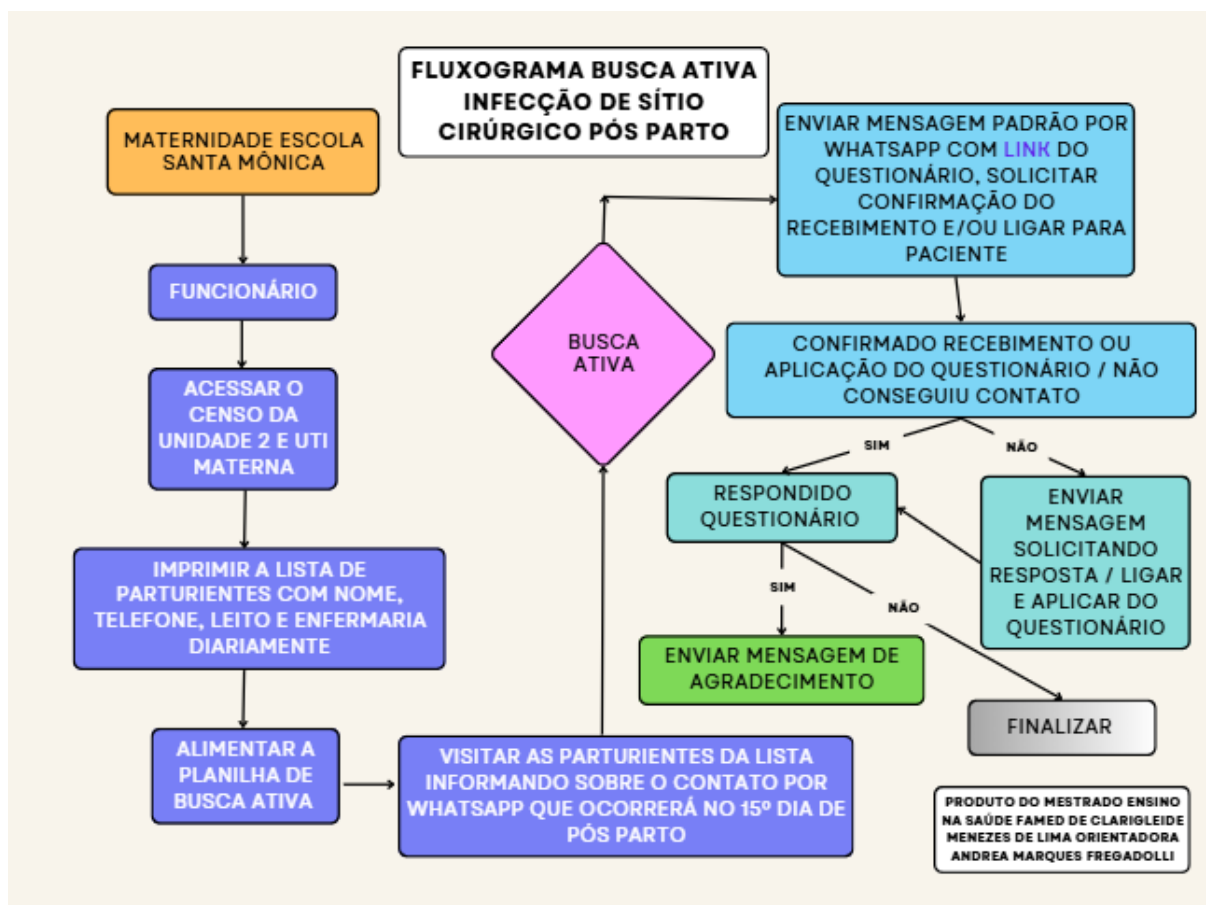 FLUXOGRAMA BUSCA ATIVA
INFECÇÃO DE SÍTIO
CIRÚRGICO PÓS PARTO
MATERNIDADE ESCOLA
SANTA MÔNICA
FUNCIONÁRIO
ACESSAR O
CENSO DA
UNIDADE 2 E UTI
MATERNA
IMPRIMIR A LISTA DE
PARTURIENTES COM NOME,
TELEFONE, LEITO E ENFERMARIA
DIARIAMENTE
ALIMENTAR A
PLANILHA DE
BUSCA ATIVA
VISITAR AS PARTURIENTES DA LISTA
INFORMANDO SOBRE O CONTATO POR
WHATSAPP QUE OCORRERÁ NO 15º DIA DE
PÓS PARTO
BUSCA
ATIVA
ENVIAR MENSAGEM PADRÃO POR
WHATSAPP COM LINK DO
QUESTIONÁRIO, SOLICITAR
CONFIRMAÇÃO DO
RECEBIMENTO E/OU LIGAR PARA
PACIENTE
CONFIRMADO RECEBIMENTO OU
APLICAÇÃO DO QUESTIONÁRIO / NÃO
CONSEGUIU CONTATO
SIM
NÃO
RESPONDIDO
QUESTIONÁRIO
ENVIAR
MENSAGEM
SOLICITANDO
RESPOSTA / LIGAR
E APLICAR DO
QUESTIONÁRIO
SIM
NÃO
ENVIAR MENSAGEM DE
AGRADECIMENTO
FINALIZAR
PRODUTO DO MESTRADO ENSINO
NA SAÚDE FAMED DE CLARIGLEIDE
MENEZES DE LIMA ORIENTADORA
ANDREA MARQUES FREGADOLLI